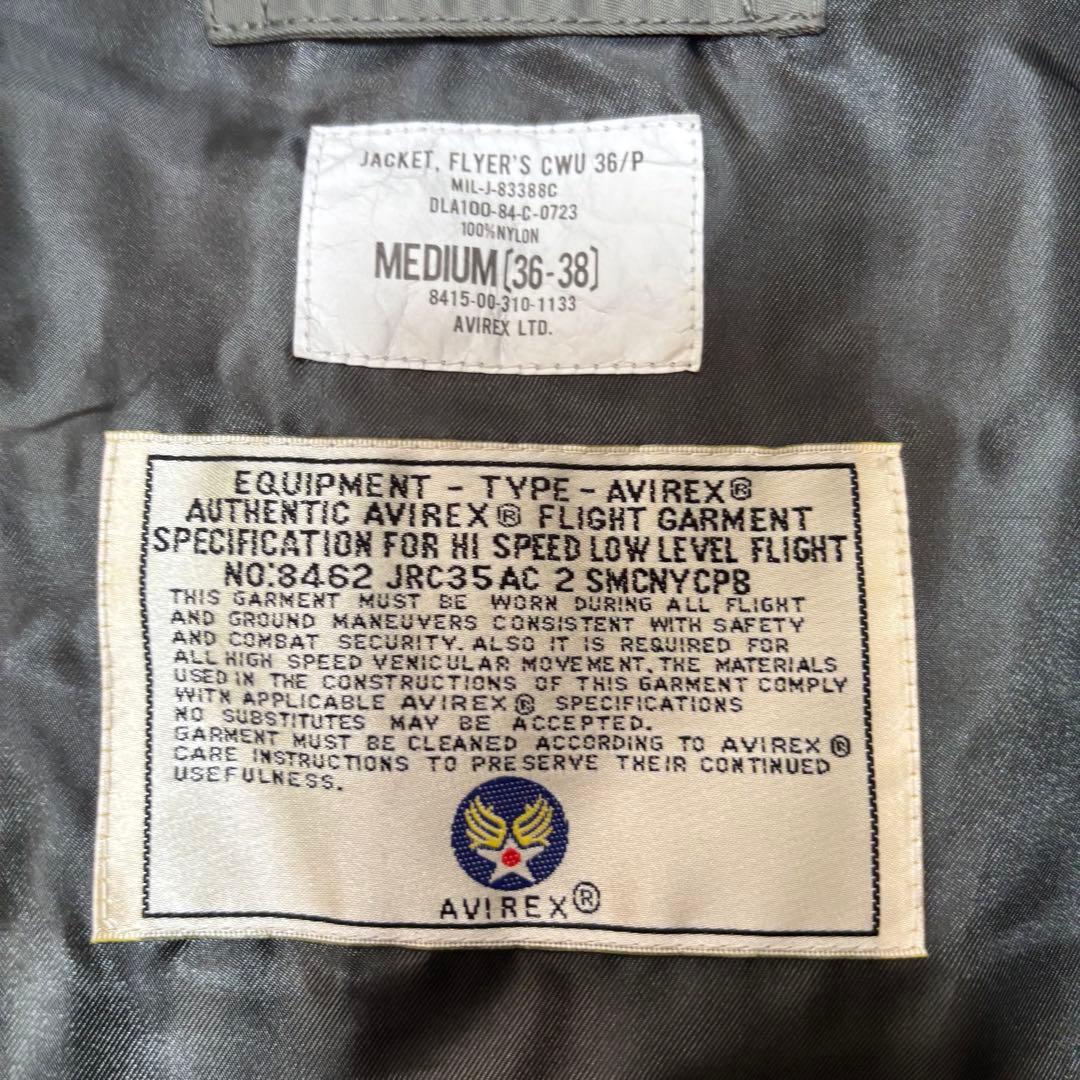 JACKET, FLYER'S CWU 36/P
MIL-J-83388C
DLA100-84-C-0723
100%NYLON
MEDIUM[36-38]
8415-00-310-1133
AVIREX LTD.
EQUIPMENT - TYPE - AVIREX®
AUTHENTIC AVIREX® FLIGHT GARMENT
SPECIFICATION FOR HI SPEED LOW LEVEL FLIGHT
NO:8462 JRC35AC 2 SMCNYCPB
THIS GARMENT MUST BE WORN DURING ALL FLIGHT
AND GROUND MANEUVERS CONSISTENT WITH SAFETY
AND COMBAT SECURITY. ALSO IT IS REQUIRED FOR
ALL HIGH SPEED VENICULAR MOVEMENT. THE MATERIALS
USED IN THE CONSTRUCTIONS OF THIS GARMENT COMPLY
WITH APPLICABLE AVIREX® SPECIFICATIONS
NO SUBSTITUTES MAY BE ACCEPTED.
GARMENT MUST BE CLEANED ACCORDING TO AVIREX®
CARE INSTRUCTIONS TO PRESERVE THEIR CONTINUED
USEFULNESS.
AVIREX®